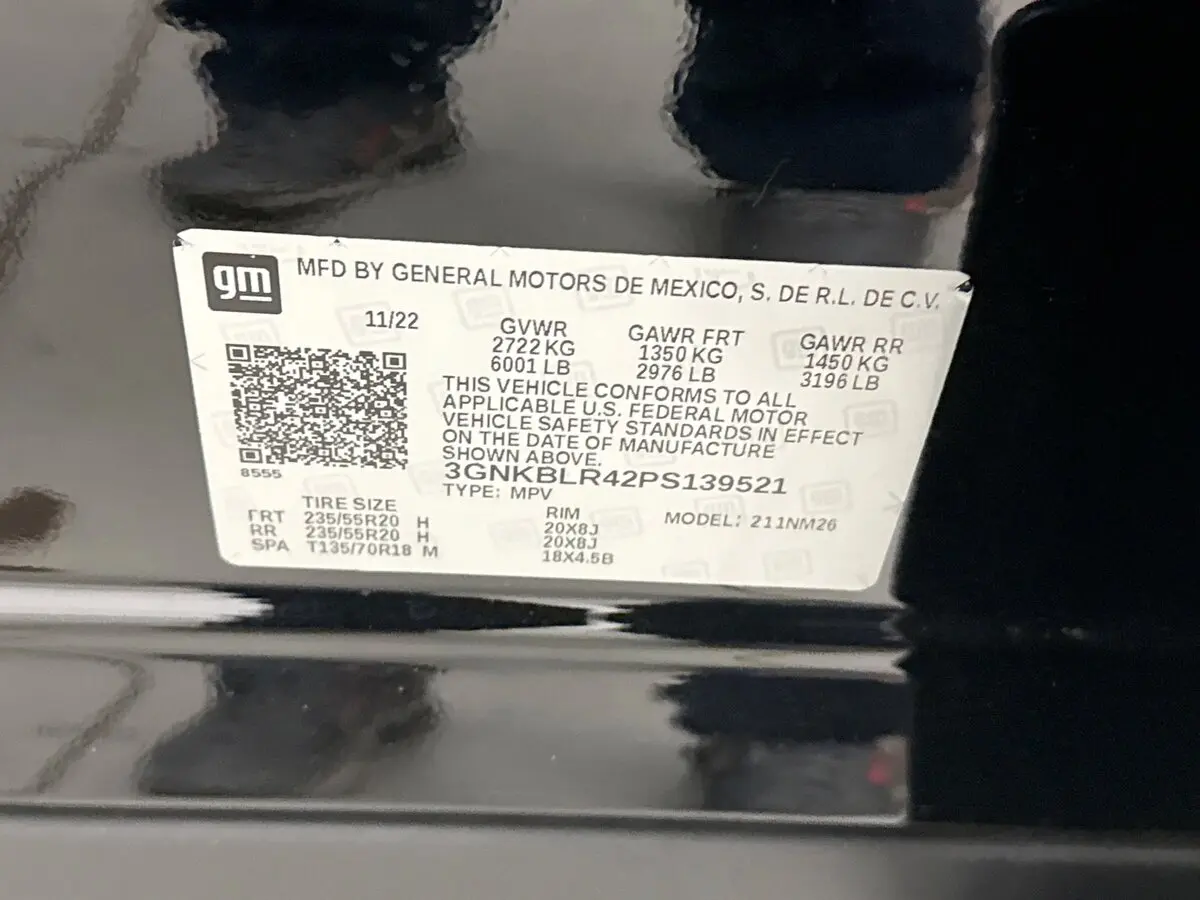 gm MFD BY GENERAL MOTORS DE MEXICO, S. DE R.L. DE C.V.
11/22 GVWR GAWR FRT GAWR RR
2722 KG 1350 KG 1450 KG
6001 LB 2976 LB 3196 LB
THIS VEHICLE CONFORMS TO ALL
APPLICABLE U.S. FEDERAL MOTOR
VEHICLE SAFETY STANDARDS IN EFFECT
ON THE DATE OF MANUFACTURE
SHOWN ABOVE.
8555
3GNKBLR42PS139521
TYPE: MPV
TIRE SIZE RIM MODEL: 211NM26
FRT 235/55R20 H 20X8J
RR 235/55R20 H 20X8J
SPA T135/70R18 M 18X4.5B